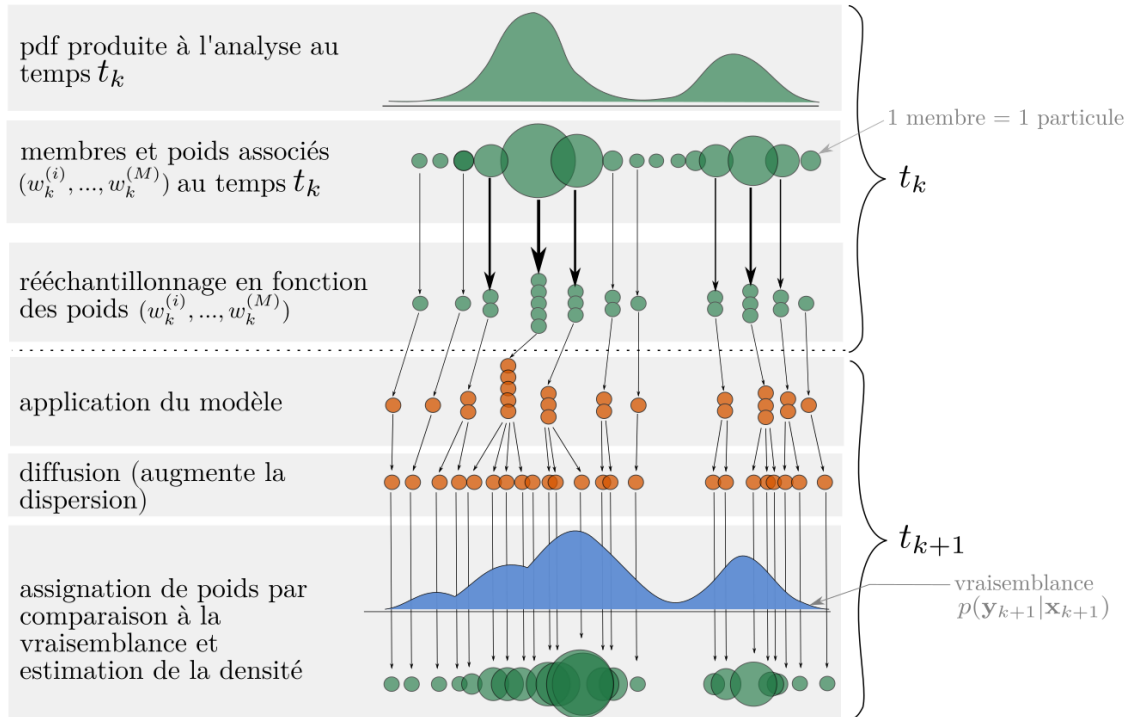 pdf produite à l'analyse au
temps t_k
1 membre = 1 particule
membres et poids associés
(w_k^{(i)}, ..., w_k^{(M)}) au temps t_k
t_k
rééchantillonnage en fonction
des poids (w_k^{(i)}, ..., w_k^{(M)})
application du modèle
diffusion (augmente la
dispersion)
t_{k+1}
assignation de poids par
comparaison à la
vraisemblance et
estimation de la densité
vraisemblance
p(y_{k+1}|x_{k+1})